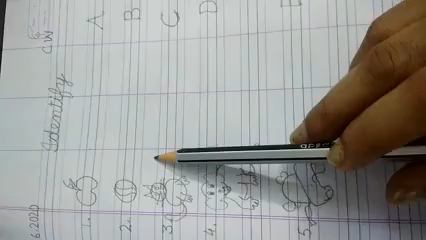 6.2020 CW
Identify
1. A
2. B
3. C
4. D
5. E